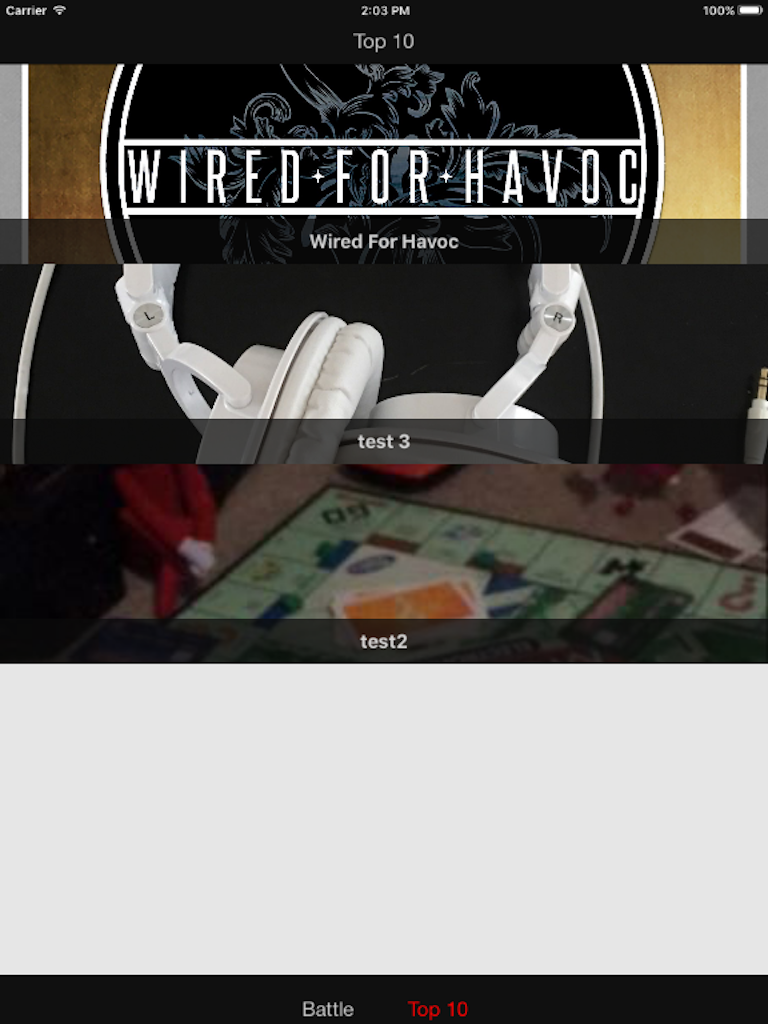 Carrier 2:03 PM 100%
Top 10
WIRED FOR HAVOC
Wired For Havoc
L R
test 3
GO
test2
Battle Top 10